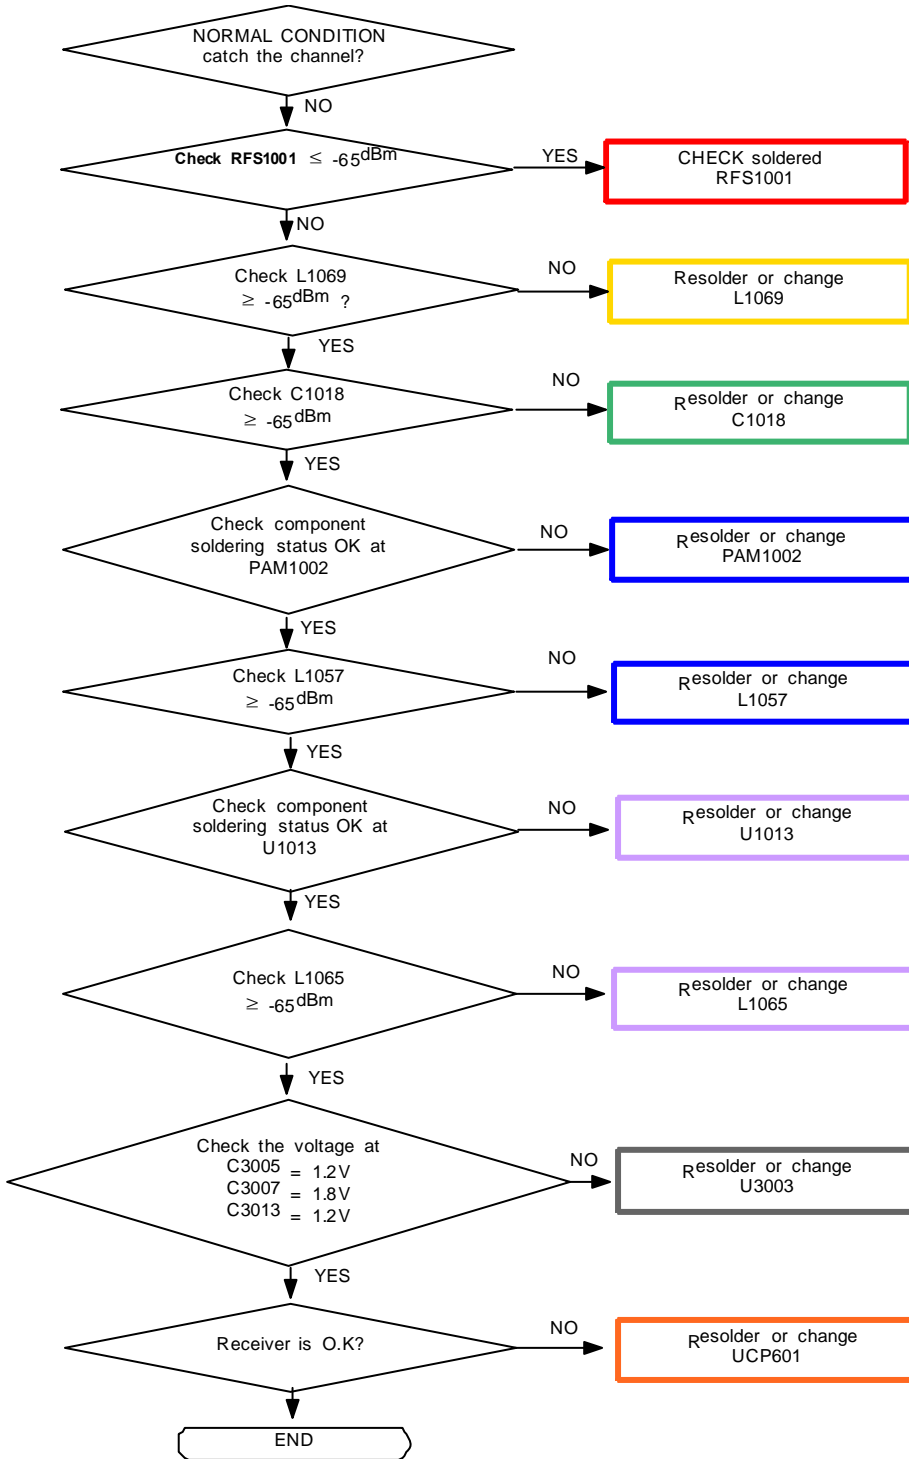 NORMAL CONDITION
catch the channel?
NO
Check RFS1001 ≤ -65dBm
YES
CHECK soldered
RFS1001
NO
Check L1069
≥ -65dBm ?
NO
Resolder or change
L1069
YES
Check C1018
≥ -65dBm
NO
Resolder or change
C1018
YES
Check component
soldering status OK at
PAM1002
NO
Resolder or change
PAM1002
YES
Check L1057
≥ -65dBm
NO
Resolder or change
L1057
YES
Check component
soldering status OK at
U1013
NO
Resolder or change
U1013
YES
Check L1065
≥ -65dBm
NO
Resolder or change
L1065
YES
Check the voltage at
C3005 = 1.2V
C3007 = 1.8V
C3013 = 1.2V
NO
Resolder or change
U3003
YES
Receiver is O.K?
NO
Resolder or change
UCP601
END